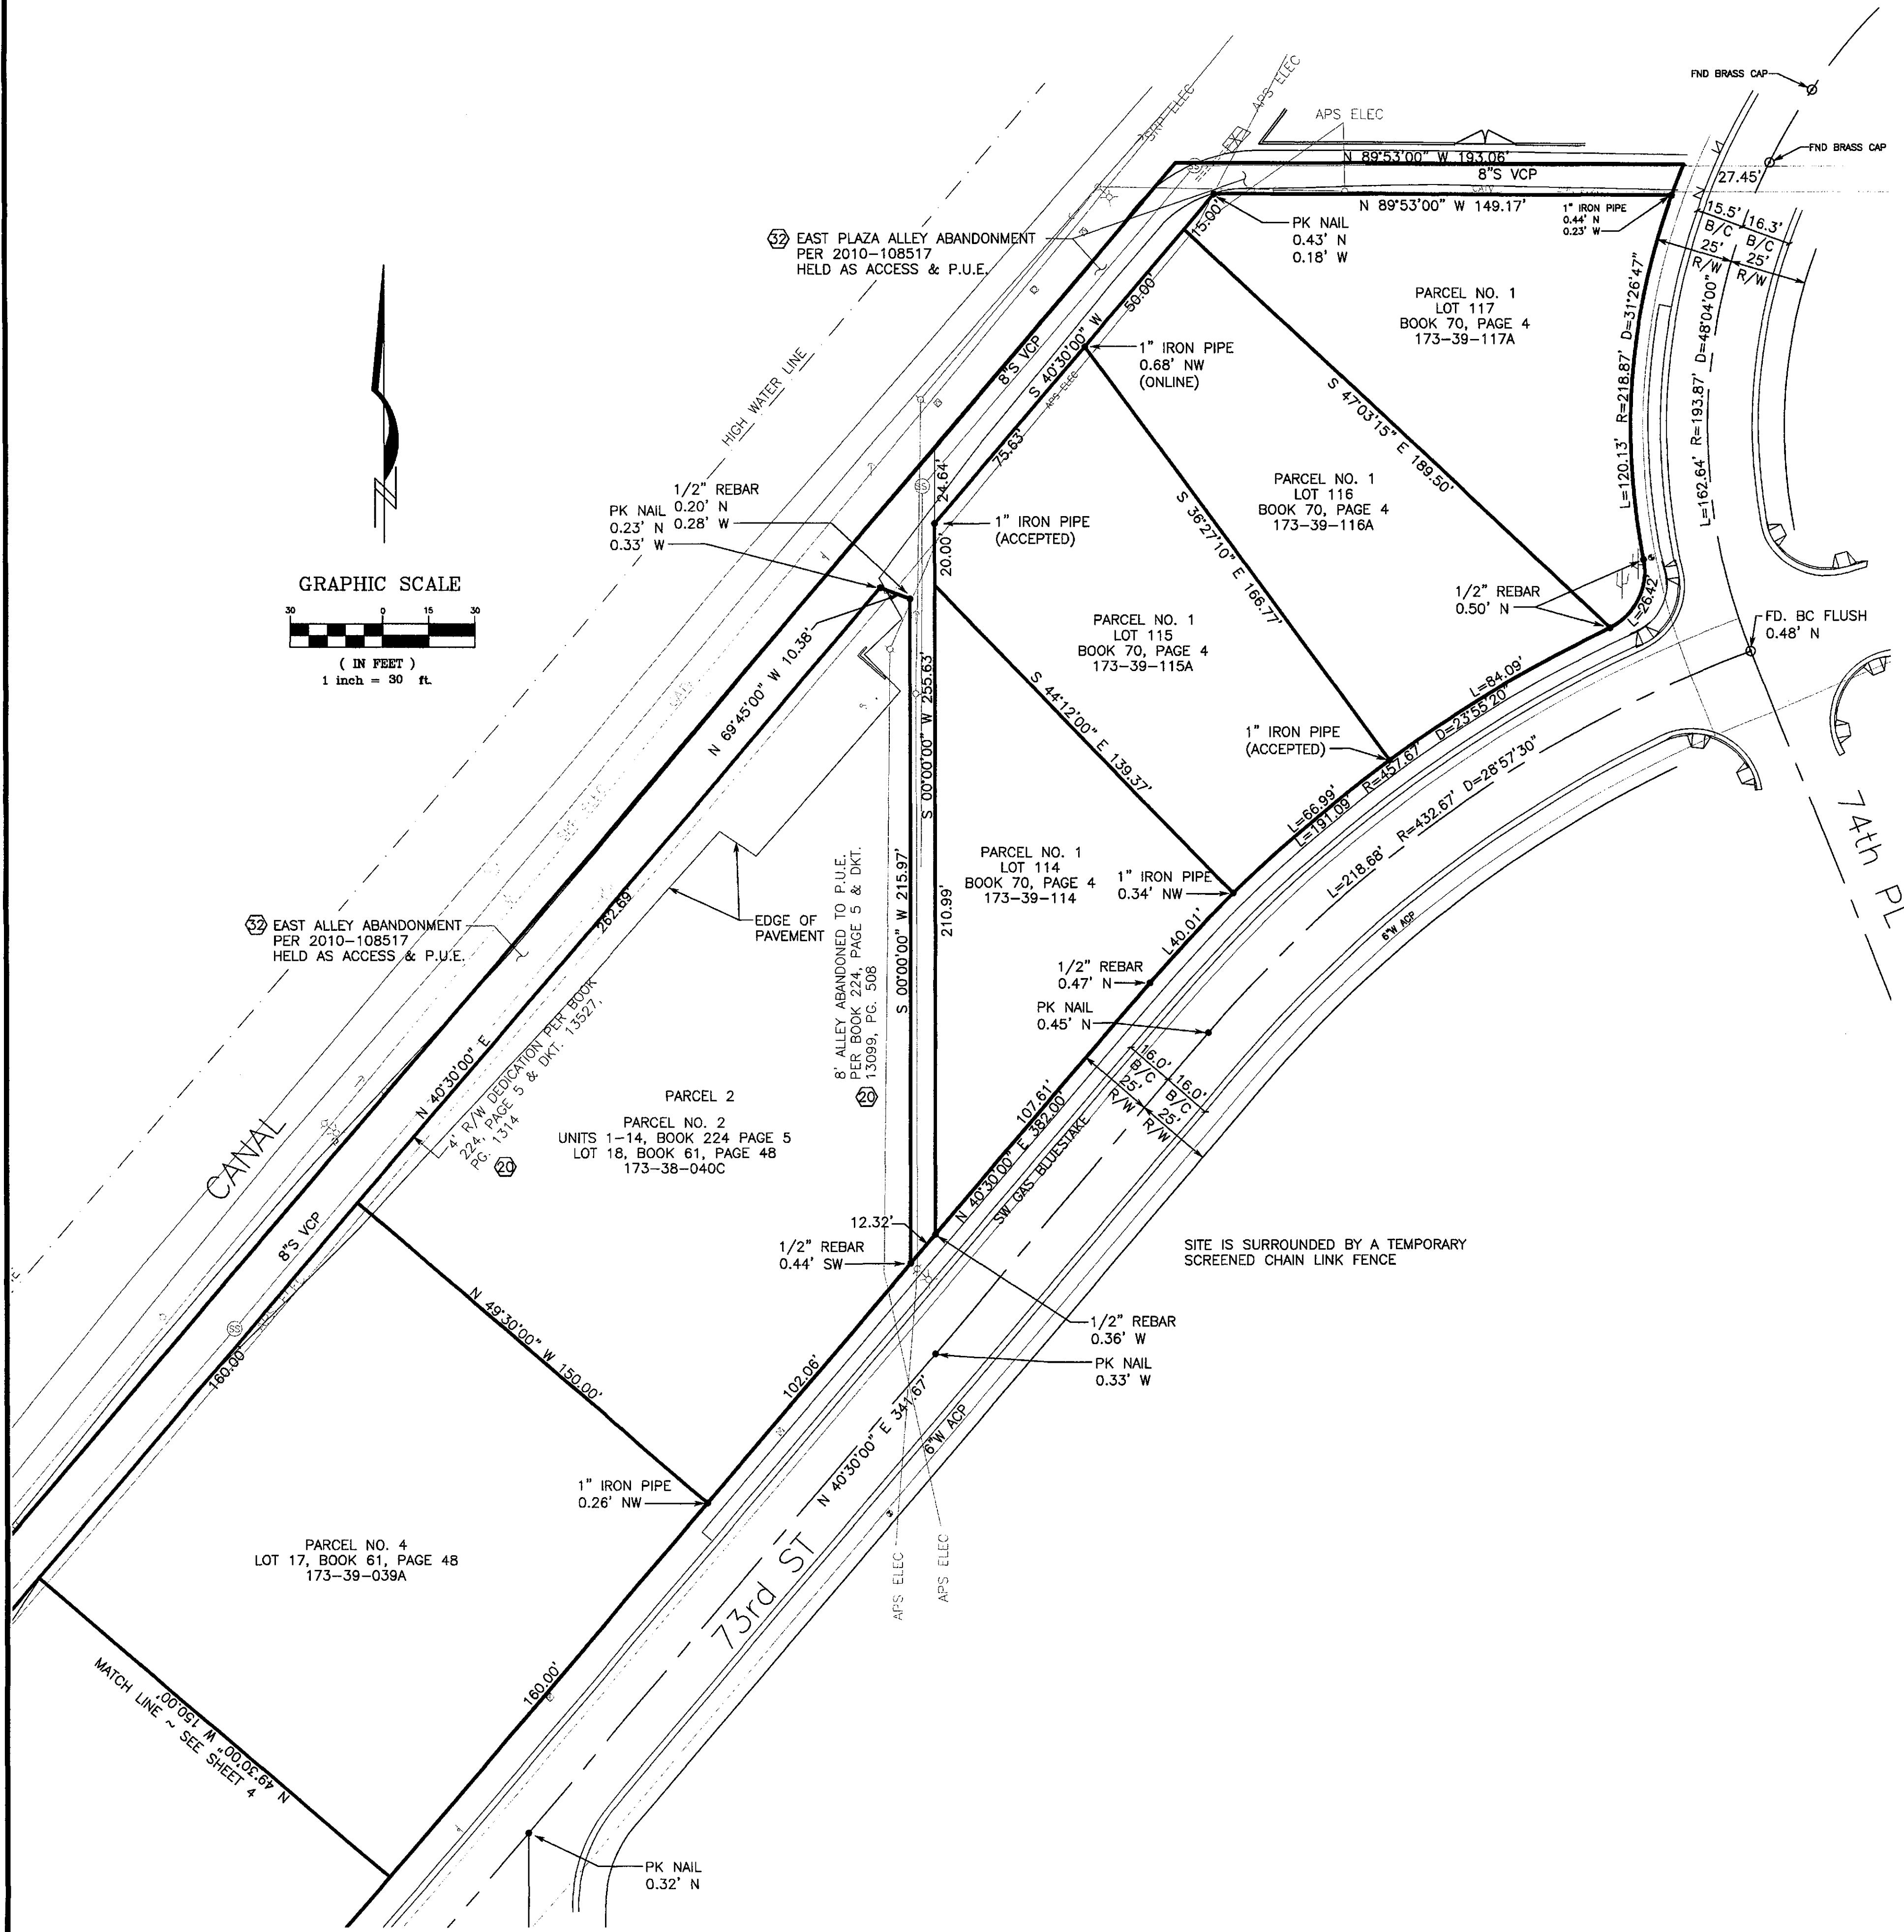 FND BRASS CAP
FND BRASS CAP
APS ELEC
SRP ELEC
APS ELEC
N 89°53'00" W 193.06'
8"S VCP
27.45'
N 89°53'00" W 149.17'
1" IRON PIPE
0.44' N
0.23' W
15.5'
16.3'
B/C
B/C
25'
25'
R/W
R/W
PK NAIL
0.43' N
0.18' W
15.00'
32
EAST PLAZA ALLEY ABANDONMENT
PER 2010-108517
HELD AS ACCESS & P.U.E.
50.00'
S 40°30'00" W
75.63'
8"S VCP
APS ELEC
1" IRON PIPE
0.68' NW
(ONLINE)
PARCEL NO. 1
LOT 117
BOOK 70, PAGE 4
173-39-117A
S 47°03'15" E 189.50'
L=120.13' R=218.87' D=31°26'47"
L=162.64' R=193.87' D=48°04'00"
HIGH WATER LINE
PARCEL NO. 1
LOT 116
BOOK 70, PAGE 4
173-39-116A
S 36°27'10" E 166.77'
24.64'
SS
1/2" REBAR
0.20' N
0.28' W
PK NAIL
0.23' N
0.33' W
1" IRON PIPE
(ACCEPTED)
20.00'
GRAPHIC SCALE
30 0 15 30
( IN FEET )
1 inch = 30 ft.
1/2" REBAR
0.50' N
L=26.42'
FD. BC FLUSH
0.48' N
PARCEL NO. 1
LOT 115
BOOK 70, PAGE 4
173-39-115A
N 69°45'00" W 10.38'
S 00°00'00" W 255.63'
S 44°12'00" E 139.37'
1" IRON PIPE
(ACCEPTED)
L=84.09'
L=66.99'
L=191.09' R=457.67' D=23°55'20"
L=218.68' R=432.67' D=28°57'30"
74th PL
PARCEL NO. 1
LOT 114
BOOK 70, PAGE 4
173-39-114
1" IRON PIPE
0.34' NW
210.99'
S 00°00'00" W 215.97'
8' ALLEY ABANDONED TO P.U.E.
PER BOOK 224, PAGE 5 & DKT.
13099, PG. 508
20
EDGE OF
PAVEMENT
262.69'
32
EAST ALLEY ABANDONMENT
PER 2010-108517
HELD AS ACCESS & P.U.E.
L40.01'
1/2" REBAR
0.47' N
PK NAIL
0.45' N
6"W ACP
N 40°30'00" E
4' R/W DEDICATION PER BOOK
224, PAGE 5 & DKT. 13527,
PG. 1314
20
16.0'
16.0'
B/C
B/C
25'
25'
R/W
R/W
CANAL
PARCEL 2
PARCEL NO. 2
UNITS 1-14, BOOK 224 PAGE 5
LOT 18, BOOK 61, PAGE 48
173-38-040C
107.61'
N 40°30'00" E 382.00'
SW GAS BLUESTAKE
8"S VCP
12.32'
1/2" REBAR
0.44' SW
SITE IS SURROUNDED BY A TEMPORARY
SCREENED CHAIN LINK FENCE
SS
160.00'
N 49°30'00" W 150.00'
1/2" REBAR
0.36' W
PK NAIL
0.33' W
102.06'
N 40°30'00" E 341.67'
6"W ACP
1" IRON PIPE
0.26' NW
PARCEL NO. 4
LOT 17, BOOK 61, PAGE 48
173-39-039A
APS ELEC
APS ELEC
73rd ST
160.00'
N 49°30'00" W 150.00'
MATCH LINE ~ SEE SHEET 4
PK NAIL
0.32' N